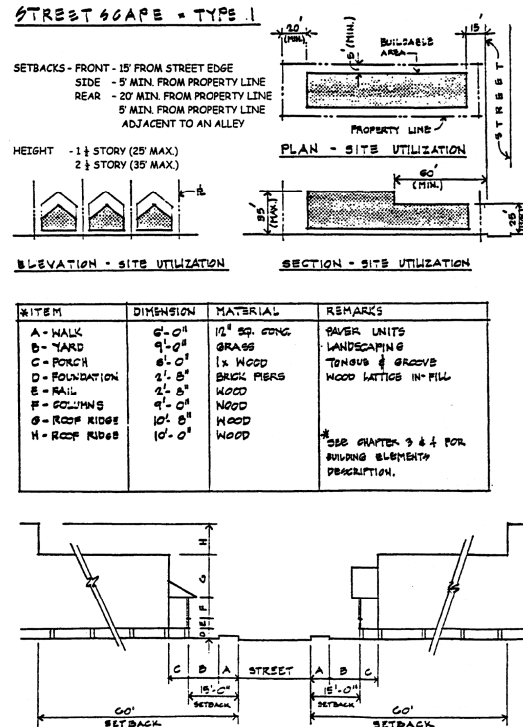 STREETSCAPE - TYPE 1
SETBACKS - FRONT - 15' FROM STREET EDGE
SIDE - 5' MIN. FROM PROPERTY LINE
REAR - 20' MIN. FROM PROPERTY LINE
5' MIN. FROM PROPERTY LINE
ADJACENT TO AN ALLEY
HEIGHT - 1 ½ STORY (25' MAX.)
2 ½ STORY (35' MAX.)
20'
(MIN.)
5' (MIN.)
BUILDABLE
AREA
15'
STREET
PROPERTY LINE
PLAN - SITE UTILIZATION
60'
(MIN.)
35' (MAX.)
25'
ELEVATION - SITE UTILIZATION
SECTION - SITE UTILIZATION
*ITEM DIMENSION MATERIAL REMARKS
A - WALK 6'-0" 12" SQ. CONC. PAVER UNITS
B - YARD 9'-0" GRASS LANDSCAPING
C - PORCH 6'-0" 1x WOOD TONGUE & GROOVE
D - FOUNDATION 2'-8" BRICK PIERS WOOD LATTICE IN-FILL
E - RAIL 2'-8" WOOD
F - COLUMNS 9'-0" WOOD
G - ROOF RIDGE 10'-8" WOOD
H - ROOF RIDGE 10'-0" WOOD
* SEE CHAPTER 3 & 4 FOR
BUILDING ELEMENTS
DESCRIPTION.
H
G
F
E
D
C B A STREET A B C
15'-0" 15'-0"
SETBACK SETBACK
60' 60'
SETBACK SETBACK